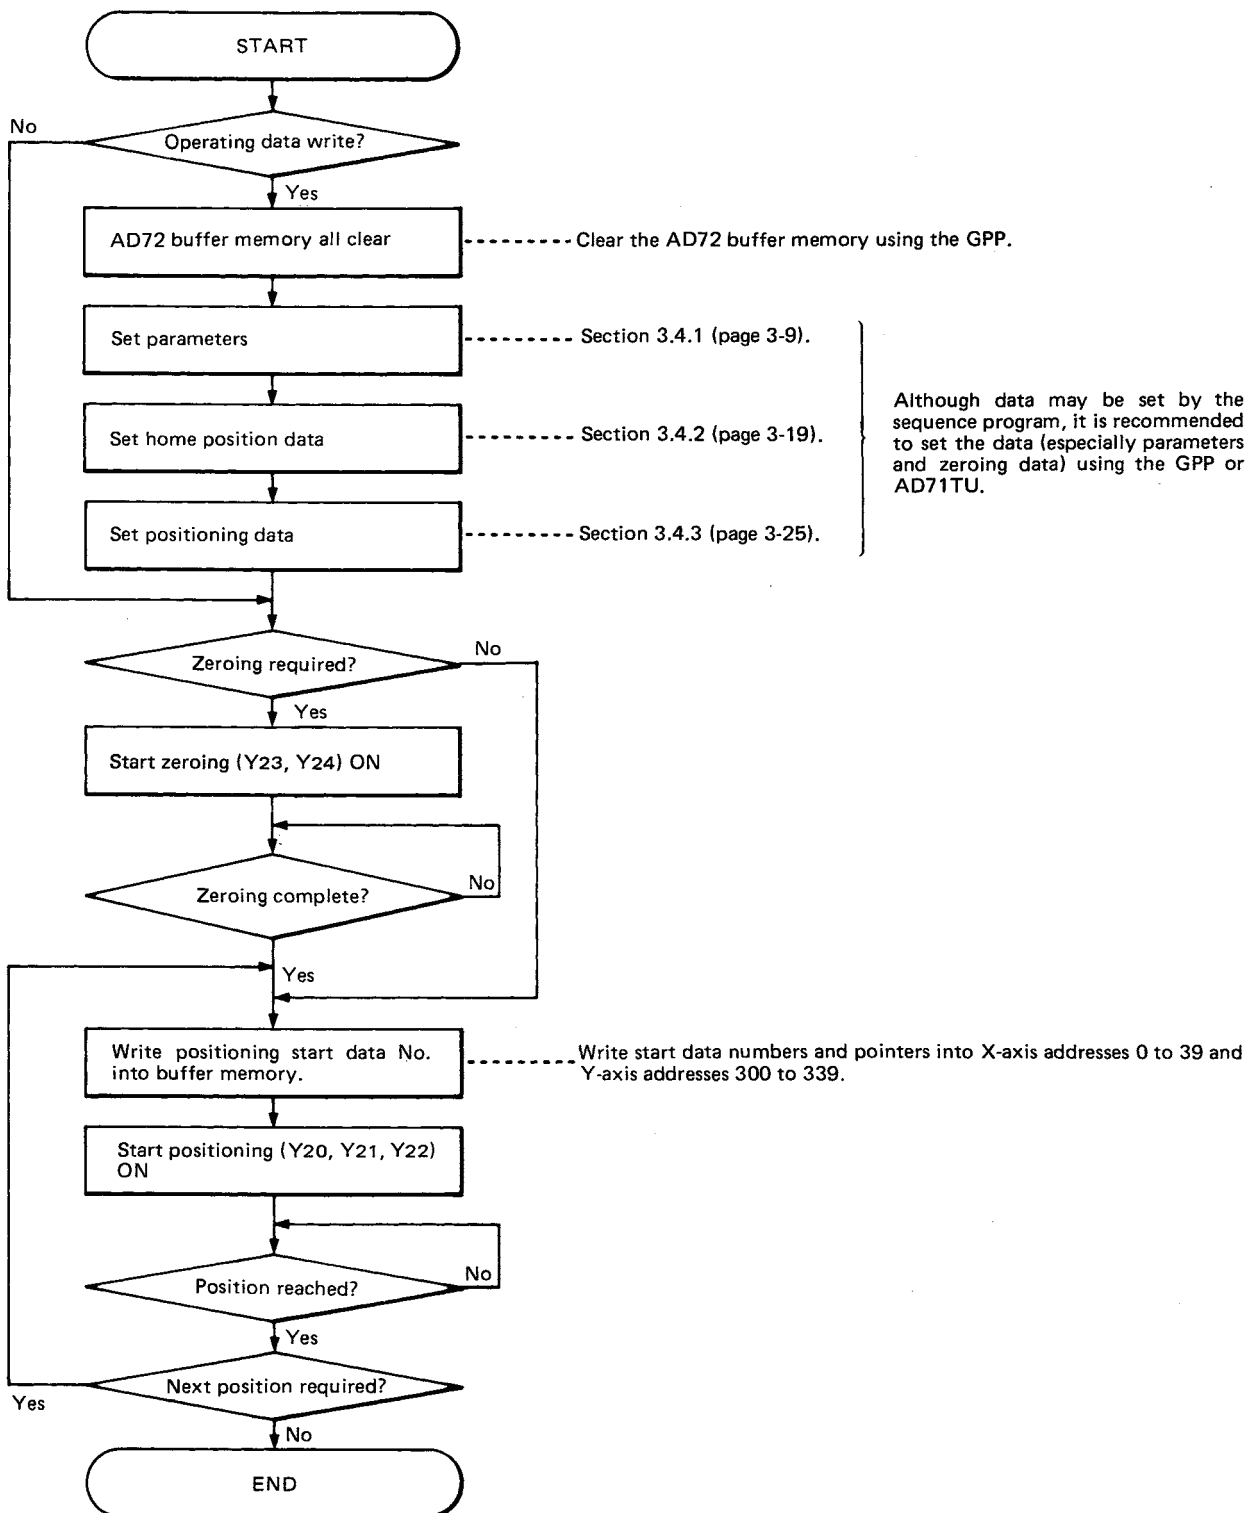 START
No
Operating data write?
Yes
AD72 buffer memory all clear
Clear the AD72 buffer memory using the GPP.
Set parameters
Section 3.4.1 (page 3-9).
Set home position data
Section 3.4.2 (page 3-19).
Set positioning data
Section 3.4.3 (page 3-25).
Although data may be set by the
sequence program, it is recommended
to set the data (especially parameters
and zeroing data) using the GPP or
AD71TU.
Zeroing required?
No
Yes
Start zeroing (Y23, Y24) ON
Zeroing complete?
No
Yes
Write positioning start data No.
into buffer memory.
Write start data numbers and pointers into X-axis addresses 0 to 39 and
Y-axis addresses 300 to 339.
Start positioning (Y20, Y21, Y22)
ON
Position reached?
No
Yes
Next position required?
Yes
No
END